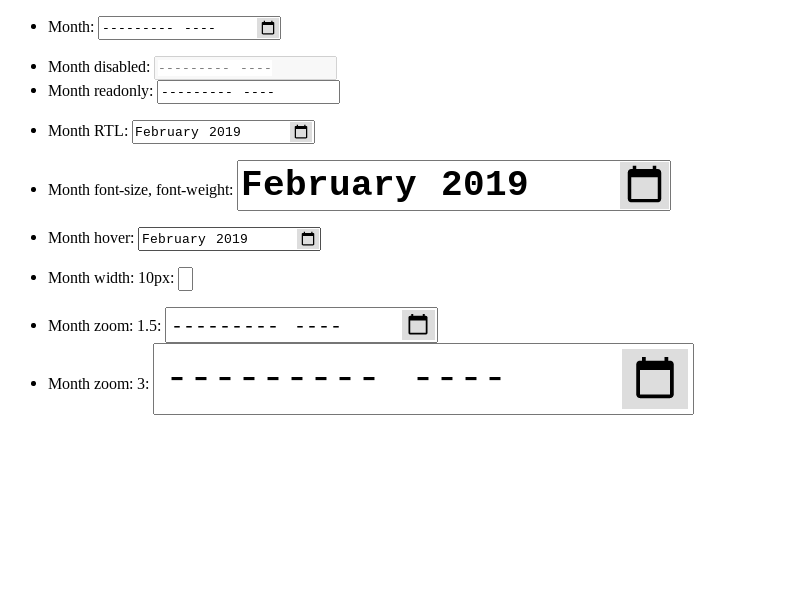 Month: --------- ----
Month disabled: --------- ----
Month readonly: --------- ----
Month RTL: February 2019
Month font-size, font-weight: February 2019
Month hover: February 2019
Month width: 10px:
Month zoom: 1.5: --------- ----
Month zoom: 3: --------- ----